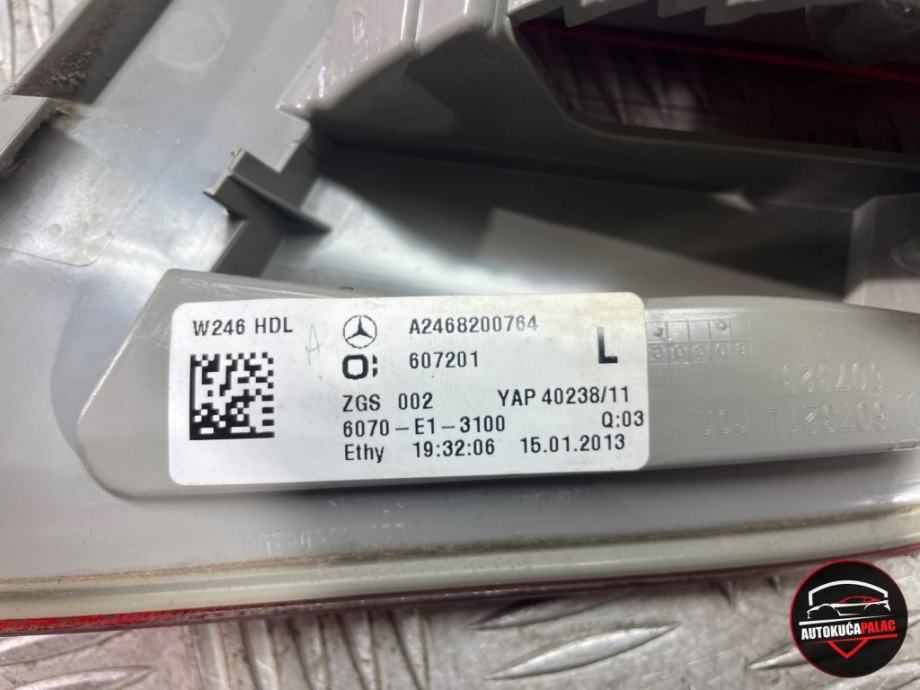 W246 HDL A A2468200764
607201 L
ZGS 002 YAP 40238/11
6070-E1-3100 Q:03
Ethy 19:32:06 15.01.2013
AUTOKUĆAPALAC